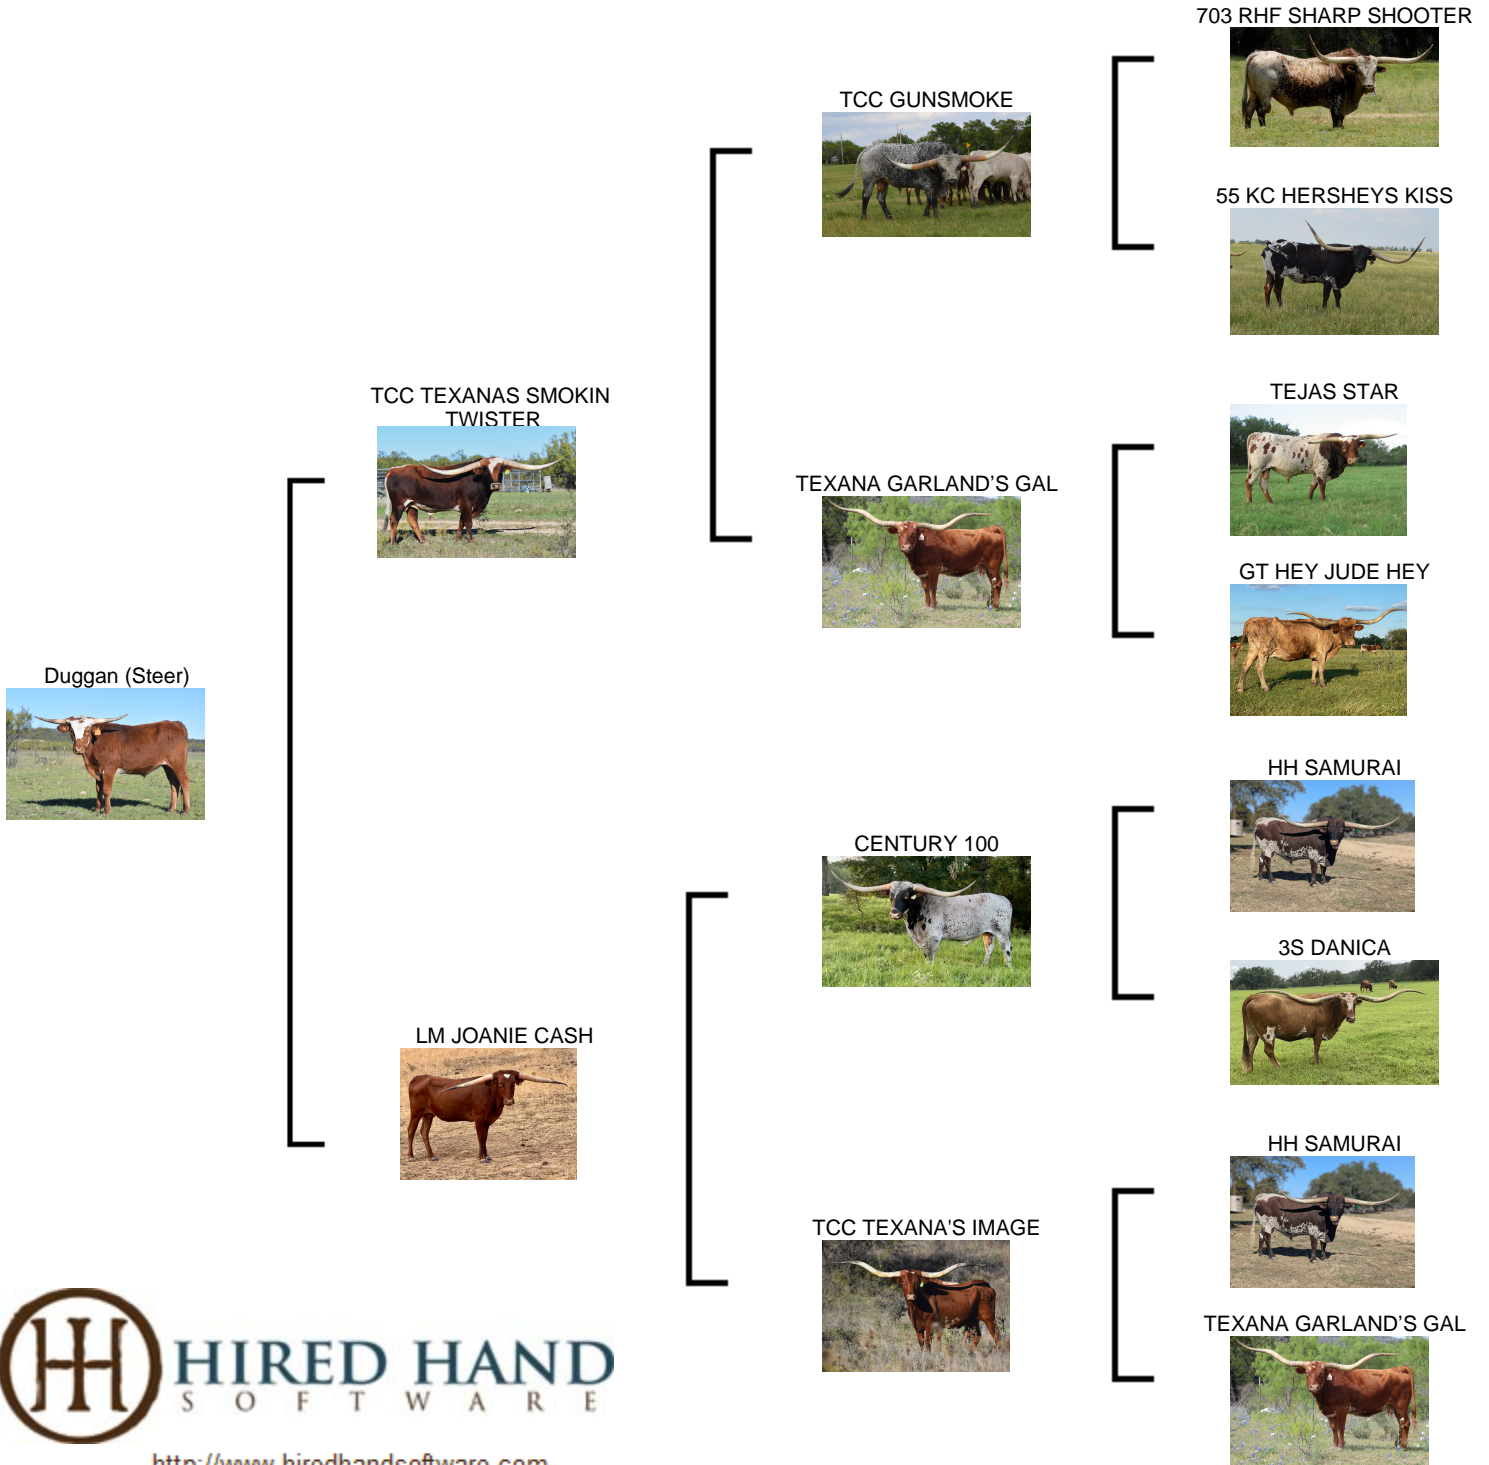 703 RHF SHARP SHOOTER
TCC GUNSMOKE
55 KC HERSHEYS KISS
TCC TEXANAS SMOKIN
TWISTER
TEJAS STAR
TEXANA GARLAND'S GAL
GT HEY JUDE HEY
Duggan (Steer)
HH SAMURAI
CENTURY 100
3S DANICA
LM JOANIE CASH
HH SAMURAI
TCC TEXANA'S IMAGE
TEXANA GARLAND'S GAL
HIRED HAND
SOFTWARE
http://www.hiredhandsoftware.com